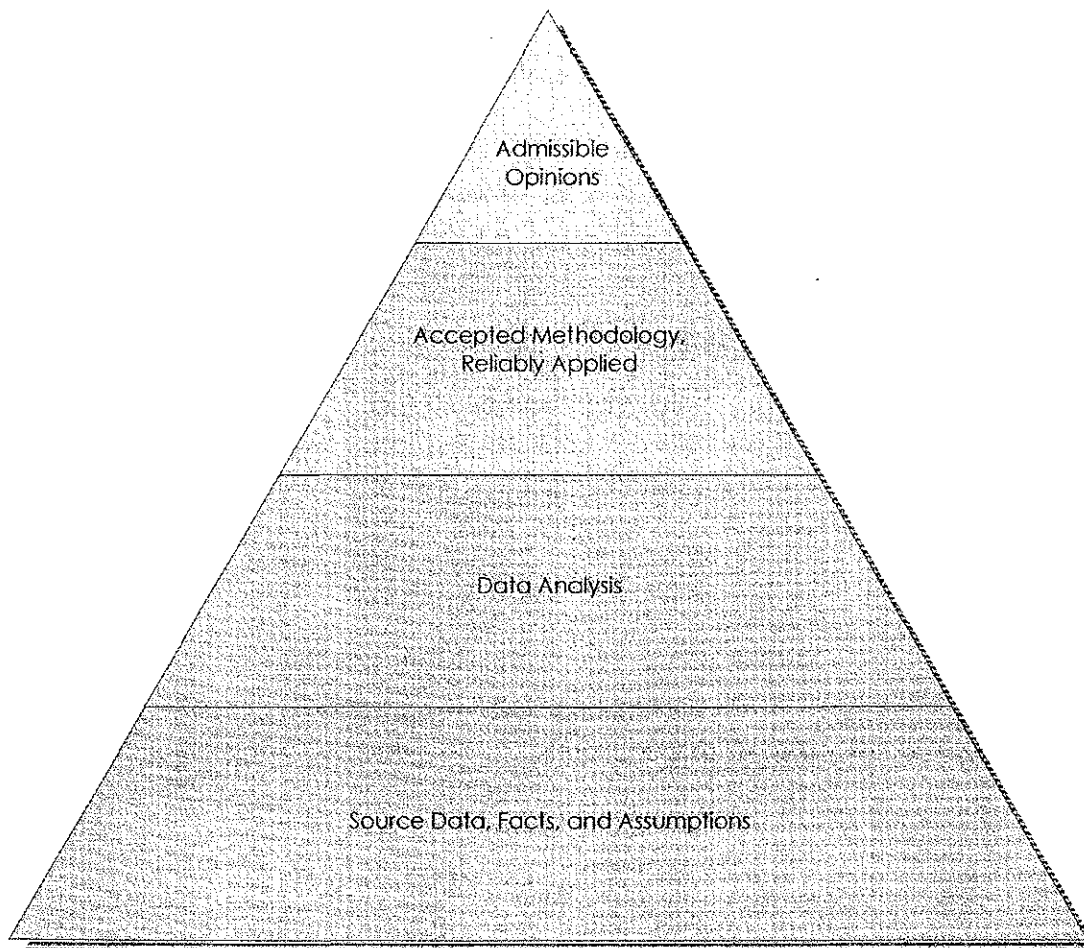 Admissible
Opinions
Accepted Methodology,
Reliably Applied
Data Analysis
Source Data, Facts, and Assumptions